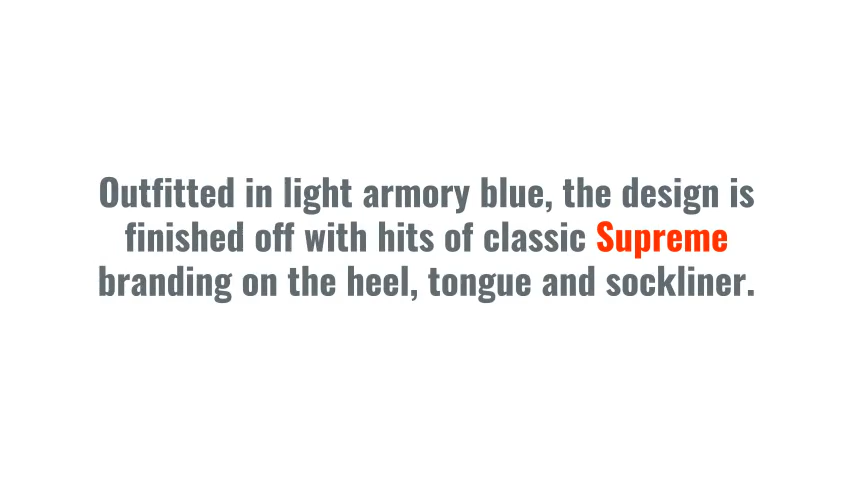 Outfitted in light armory blue, the design is
finished off with hits of classic Supreme
branding on the heel, tongue and sockliner.